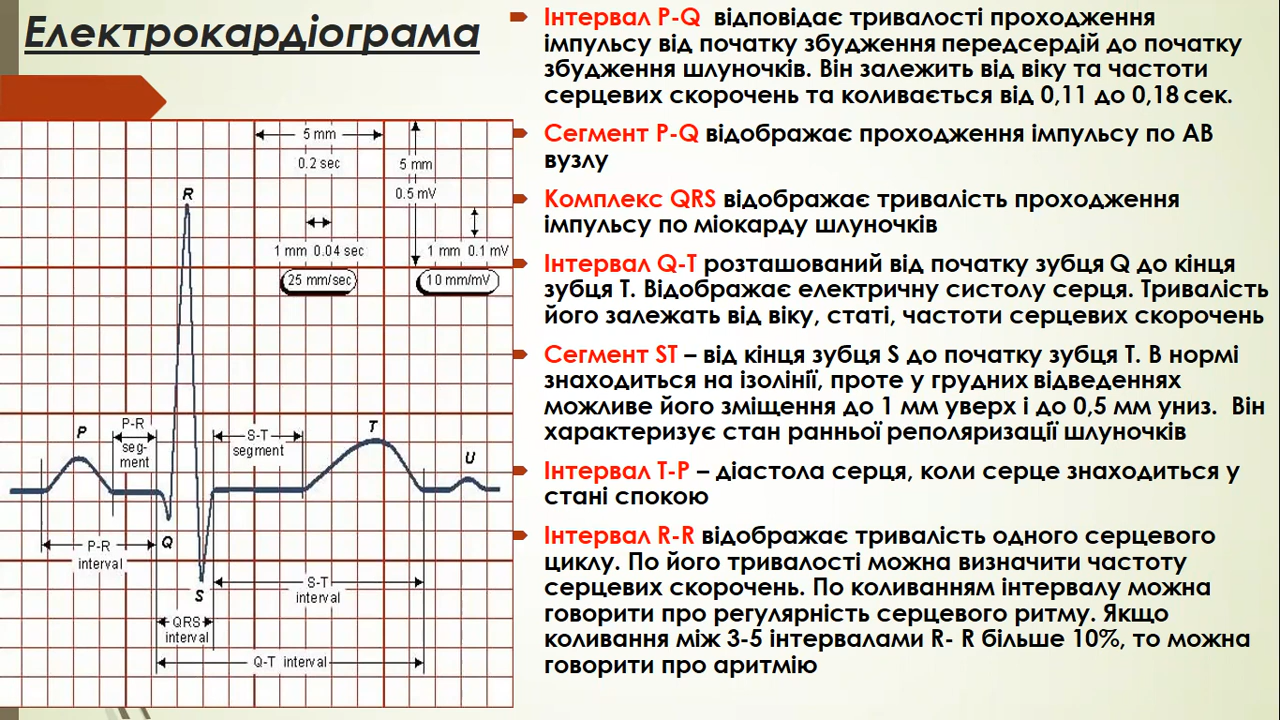 Електрокардіограма
Інтервал P-Q відповідає тривалості проходження
імпульсу від початку збудження передсердій до початку
збудження шлуночків. Він залежить від віку та частоти
серцевих скорочень та коливається від 0,11 до 0,18 сек.
Сегмент P-Q відображає проходження імпульсу по АВ
вузлу
Комплекс QRS відображає тривалість проходження
імпульсу по міокарду шлуночків
Інтервал Q-T розташований від початку зубця Q до кінця
зубця Т. Відображає електричну систолу серця. Тривалість
його залежать від віку, статі, частоти серцевих скорочень
Сегмент ST – від кінця зубця S до початку зубця Т. В нормі
знаходиться на ізолінії, проте у грудних відведеннях
можливе його зміщення до 1 мм уверх і до 0,5 мм униз. Він
характеризує стан ранньої реполяризації шлуночків
Інтервал Т-Р – діастола серця, коли серце знаходиться у
стані спокою
Інтервал R-R відображає тривалість одного серцевого
циклу. По його тривалості можна визначити частоту
серцевих скорочень. По коливанням інтервалу можна
говорити про регулярність серцевого ритму. Якщо
коливання між 3-5 інтервалами R- R більше 10%, то можна
говорити про аритмію
5 mm
0.2 sec
5 mm
0.5 mV
1 mm 0.04 sec
1 mm 0.1 mV
25 mm/sec
10 mm/mV
R
P
P-R
seg-
ment
S-T
segment
T
U
Q
P-R
interval
S
S-T
interval
QRS
interval
Q-T interval